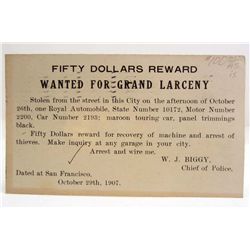 FIFTY DOLLARS REWARD
WANTED FOR GRAND LARCENY
Stolen from the street in this City on the afternoon of October
26th, one Royal Automobile, State Number 10172, Motor Number
2200, Car Number 2193; maroon touring car, panel trimmings
black.
Fifty Dollars reward for recovery of machine and arrest of
thieves. Make inquiry at any garage in your city.
Arrest and wire me.
W. J. BIGGY,
Chief of Police.
Dated at San Francisco,
October 29th, 1907.